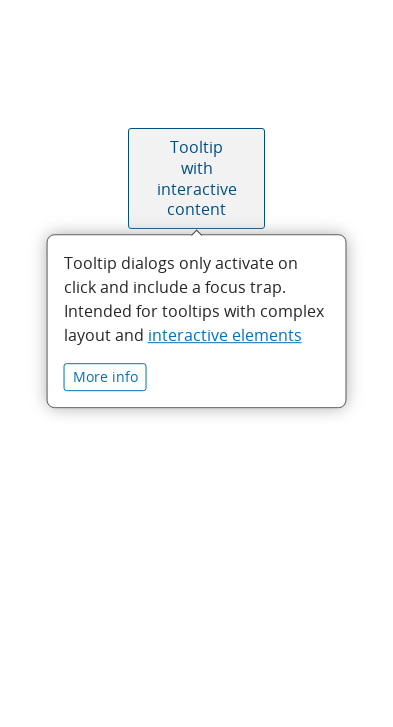 Tooltip
with
interactive
content
Tooltip dialogs only activate on
click and include a focus trap.
Intended for tooltips with complex
layout and interactive elements
More info